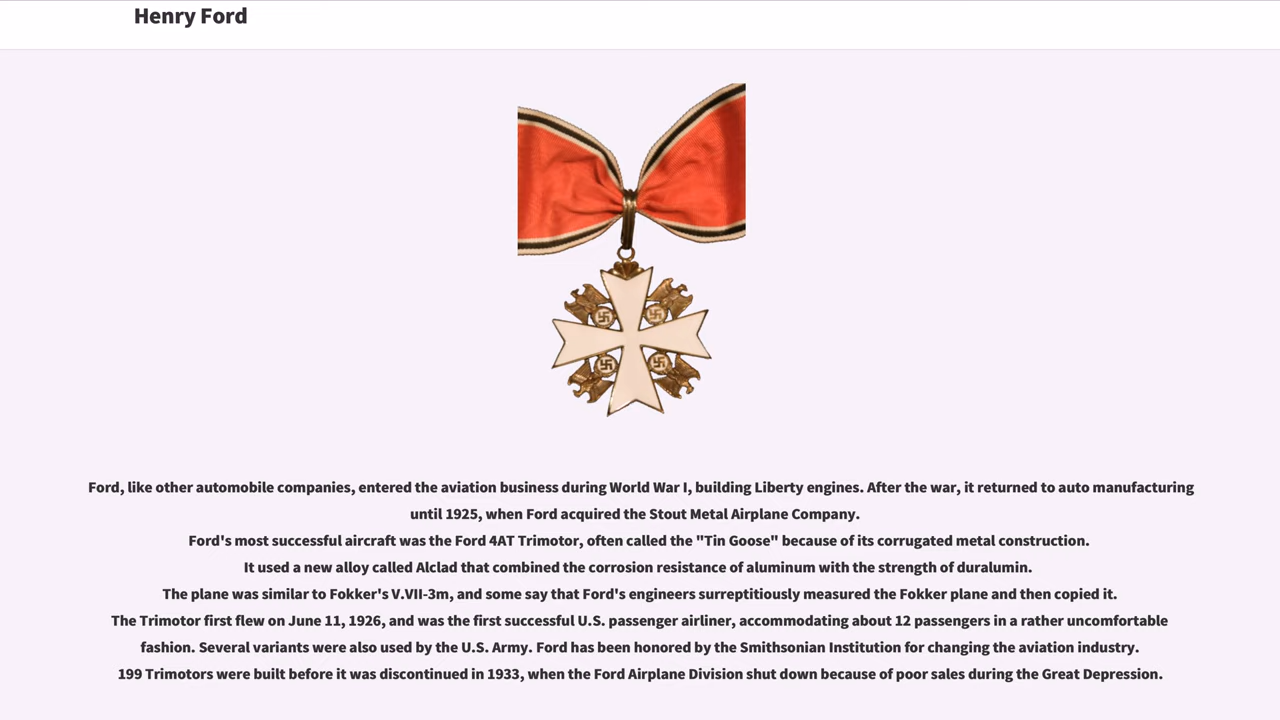 Henry Ford
Ford, like other automobile companies, entered the aviation business during World War I, building Liberty engines. After the war, it returned to auto manufacturing
until 1925, when Ford acquired the Stout Metal Airplane Company.
Ford's most successful aircraft was the Ford 4AT Trimotor, often called the "Tin Goose" because of its corrugated metal construction.
It used a new alloy called Alclad that combined the corrosion resistance of aluminum with the strength of duralumin.
The plane was similar to Fokker's V.VII-3m, and some say that Ford's engineers surreptitiously measured the Fokker plane and then copied it.
The Trimotor first flew on June 11, 1926, and was the first successful U.S. passenger airliner, accommodating about 12 passengers in a rather uncomfortable
fashion. Several variants were also used by the U.S. Army. Ford has been honored by the Smithsonian Institution for changing the aviation industry.
199 Trimotors were built before it was discontinued in 1933, when the Ford Airplane Division shut down because of poor sales during the Great Depression.